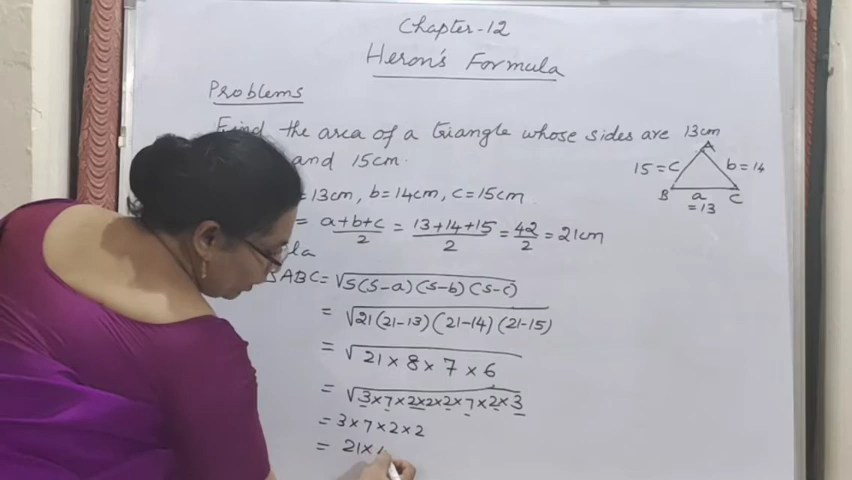 Chapter-12
Heron's Formula
Problems
Find the area of a triangle whose sides are 13cm
and 15cm.
= 13cm, b = 14cm, c = 15cm.
= a+b+c/2 = 13+14+15/2 = 42/2 = 21cm
ABC = √S(S-a)(S-b)(S-c)
= √21(21-13)(21-14)(21-15)
= √21 × 8 × 7 × 6
= √3×7×2×2×2×7×2×3
= 3×7×2×2
= 21×
A
15 = C
b = 14
B
a
C
= 13